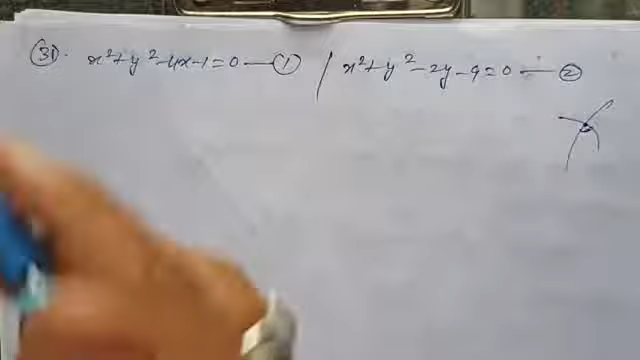 (31). x²+y²-4x-1=0 — (1) / x²+y²-2y-9=0 — (2)